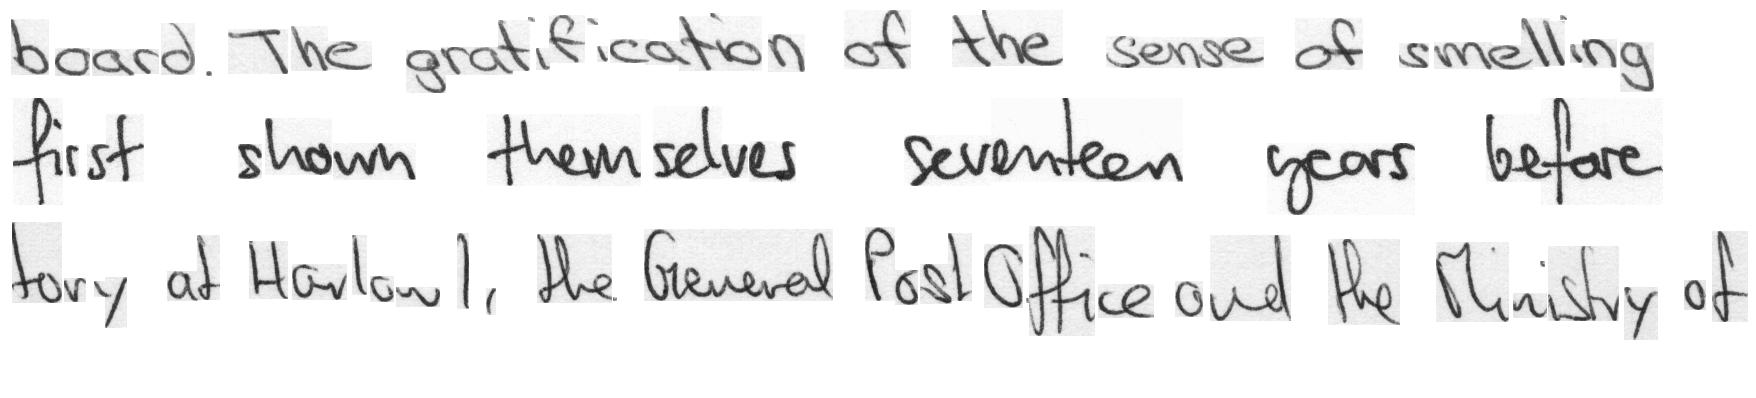 board. The gratification of the sense of smelling
first shown themselves seventeen years before
tory at Harlow 1, the General Post Office and the Ministry of